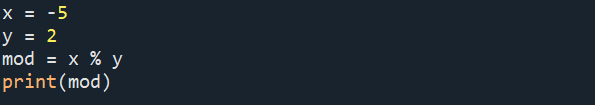 x = -5
y = 2
mod = x % y
print(mod)